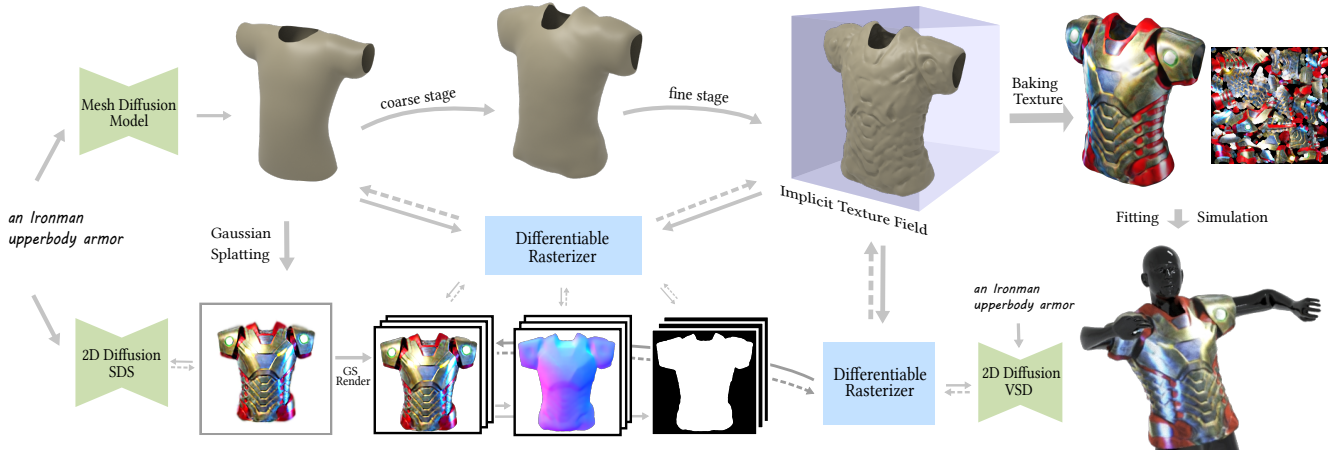 Mesh Diffusion
Model
coarse stage
fine stage
Baking
Texture
an Ironman
upperbody armor
Gaussian
Splatting
Differentiable
Rasterizer
Implicit Texture Field
Fitting
Simulation
2D Diffusion
SDS
GS
Render
Differentiable
Rasterizer
an Ironman
upperbody armor
2D Diffusion
VSD